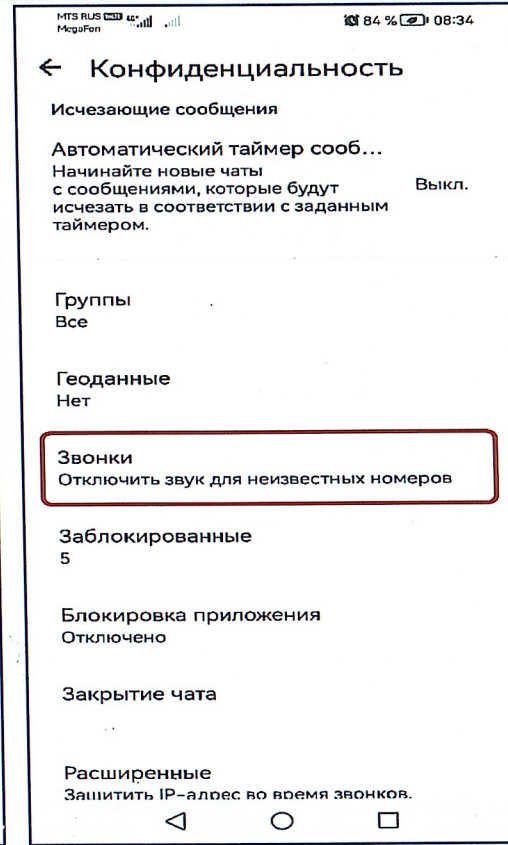 MTS RUS VoLTE 4G+
MegaFon
84 % 08:34
Конфиденциальность
Исчезающие сообщения
Автоматический таймер сооб...
Начинайте новые чаты
с сообщениями, которые будут
исчезать в соответствии с заданным
таймером.
Выкл.
Группы
Все
Геоданные
Нет
Звонки
Отключить звук для неизвестных номеров
Заблокированные
5
Блокировка приложения
Отключено
Закрытие чата
Расширенные
Защитить IP-адрес во время звонков.